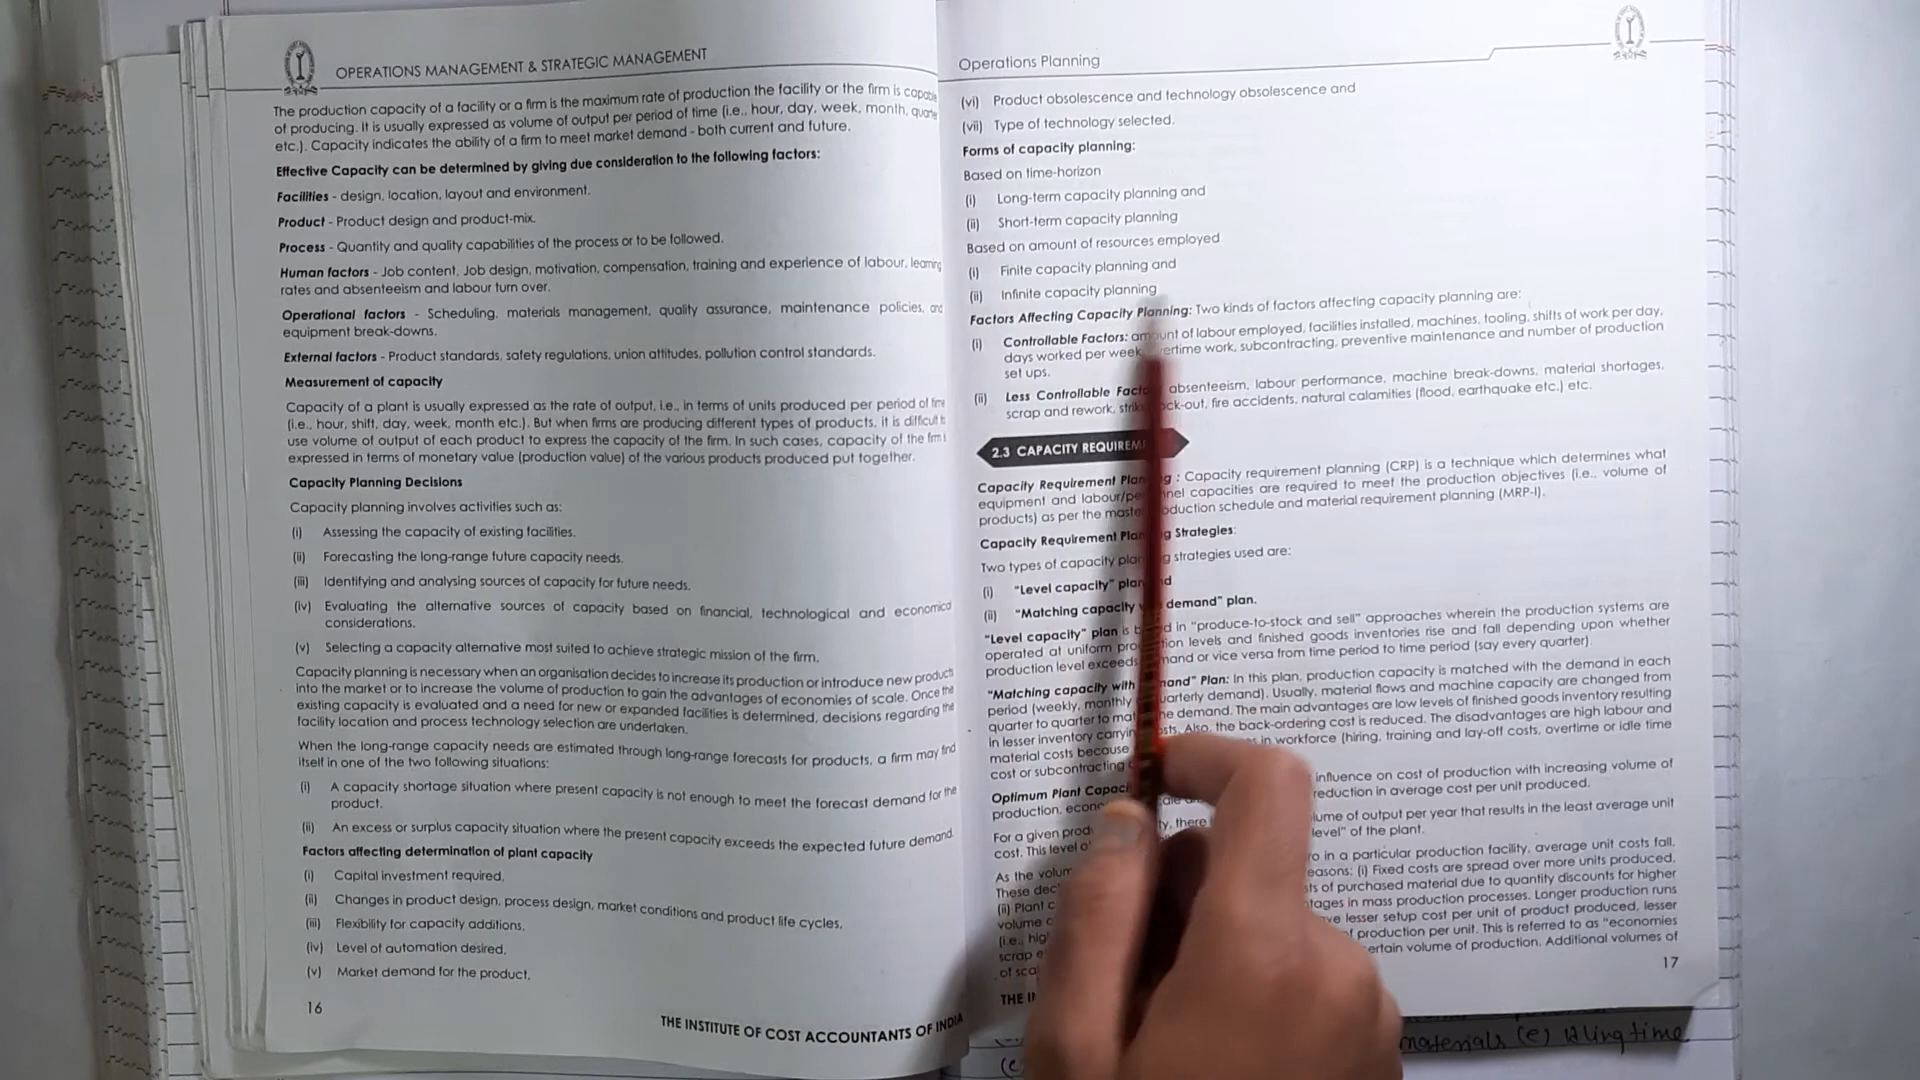 OPERATIONS MANAGEMENT & STRATEGIC MANAGEMENT
The production capacity of a facility or a firm is the maximum rate of production the facility or the firm is capable
of producing. It is usually expressed as volume of output per period of time (i.e., hour, day, week, month, quarter
etc.). Capacity indicates the ability of a firm to meet market demand - both current and future.
Effective Capacity can be determined by giving due consideration to the following factors:
Facilities - design, location, layout and environment.
Product - Product design and product-mix.
Process - Quantity and quality capabilities of the process or to be followed.
Human factors - Job content, Job design, motivation, compensation, training and experience of labour, learning
rates and absenteeism and labour turn over.
Operational factors - Scheduling, materials management, quality assurance, maintenance policies, and
equipment break-downs.
External factors - Product standards, safety regulations, union attitudes, pollution control standards.
Measurement of capacity
Capacity of a plant is usually expressed as the rate of output, i.e., in terms of units produced per period of time
(i.e., hour, shift, day, week, month etc.). But when firms are producing different types of products, it is difficult to
use volume of output of each product to express the capacity of the firm. In such cases, capacity of the firm i
expressed in terms of monetary value (production value) of the various products produced put together.
Capacity Planning Decisions
Capacity planning involves activities such as:
(i) Assessing the capacity of existing facilities.
(ii) Forecasting the long-range future capacity needs.
(iii) Identifying and analysing sources of capacity for future needs.
(iv) Evaluating the alternative sources of capacity based on financial, technological and economical
considerations.
(v) Selecting a capacity alternative most suited to achieve strategic mission of the firm.
Capacity planning is necessary when an organisation decides to increase its production or introduce new products
into the market or to increase the volume of production to gain the advantages of economies of scale. Once the
existing capacity is evaluated and a need for new or expanded facilities is determined, decisions regarding the
facility location and process technology selection are undertaken.
When the long-range capacity needs are estimated through long-range forecasts for products, a firm may find
itself in one of the two following situations:
(i) A capacity shortage situation where present capacity is not enough to meet the forecast demand for the
product.
(ii) An excess or surplus capacity situation where the present capacity exceeds the expected future demand.
Factors affecting determination of plant capacity
(i) Capital investment required,
(ii) Changes in product design, process design, market conditions and product life cycles,
(iii) Flexibility for capacity additions,
(iv) Level of automation desired,
(v) Market demand for the product,
16
THE INSTITUTE OF COST ACCOUNTANTS OF INDIA
Operations Planning
(vi) Product obsolescence and technology obsolescence and
(vii) Type of technology selected.
Forms of capacity planning:
Based on time-horizon
(i) Long-term capacity planning and
(ii) Short-term capacity planning
Based on amount of resources employed
(i) Finite capacity planning and
(ii) Infinite capacity planning
Factors Affecting Capacity Planning: Two kinds of factors affecting capacity planning are:
(i) Controllable Factors: amount of labour employed, facilities installed, machines, tooling, shifts of work per day,
days worked per week, overtime work, subcontracting, preventive maintenance and number of production
set ups.
(ii) Less Controllable Fact absenteeism, labour performance, machine break-downs, material shortages,
scrap and rework, strik ock-out, fire accidents, natural calamities (flood, earthquake etc.) etc.
2.3 CAPACITY REQUIREM
Capacity Requirement Plan g : Capacity requirement planning (CRP) is a technique which determines what
equipment and labour/pe nnel capacities are required to meet the production objectives (i.e., volume of
products) as per the maste oduction schedule and material requirement planning (MRP-I).
Capacity Requirement Plan g Strategies:
Two types of capacity plan g strategies used are:
(i) "Level capacity" plan nd
(ii) "Matching capacity w demand" plan.
"Level capacity" plan is b d in "produce-to-stock and sell" approaches wherein the production systems are
operated at uniform pro tion levels and finished goods inventories rise and fall depending upon whether
production level exceeds mand or vice versa from time period to time period (say every quarter).
"Matching capacity with mand" Plan: In this plan, production capacity is matched with the demand in each
period (weekly, monthly uarterly demand). Usually, material flows and machine capacity are changed from
quarter to quarter to mat he demand. The main advantages are low levels of finished goods inventory resulting
in lesser inventory carryin osts. Also, the back-ordering cost is reduced. The disadvantages are high labour and
material costs because in workforce (hiring, training and lay-off costs, overtime or idle time
cost or subcontracting
Optimum Plant Capaci influence on cost of production with increasing volume of
production, econo reduction in average cost per unit produced.
For a given prod ty, there lume of output per year that results in the least average unit
cost. This level o level" of the plant.
As the volum ro in a particular production facility, average unit costs fall.
These dec easons: (i) Fixed costs are spread over more units produced,
(ii) Plant c sts of purchased material due to quantity discounts for higher
volume o tages in mass production processes. Longer production runs
(i.e., hig ve lesser setup cost per unit of product produced, lesser
scrap e f production per unit. This is referred to as "economies
of sca ertain volume of production. Additional volumes of
17
THE IN
materials (e) Idling time
(c